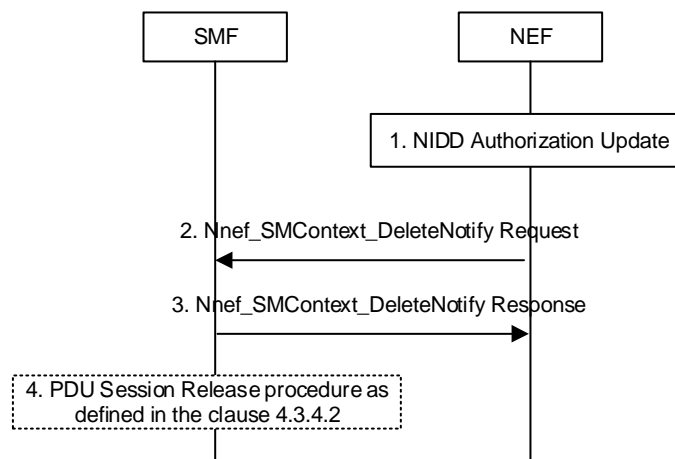 SMF
NEF
1. NIDD Authorization Update
2. Nnef_SMContext_DeleteNotify Request
3. Nnef_SMContext_DeleteNotify Response
4. PDU Session Release procedure as
defined in the clause 4.3.4.2